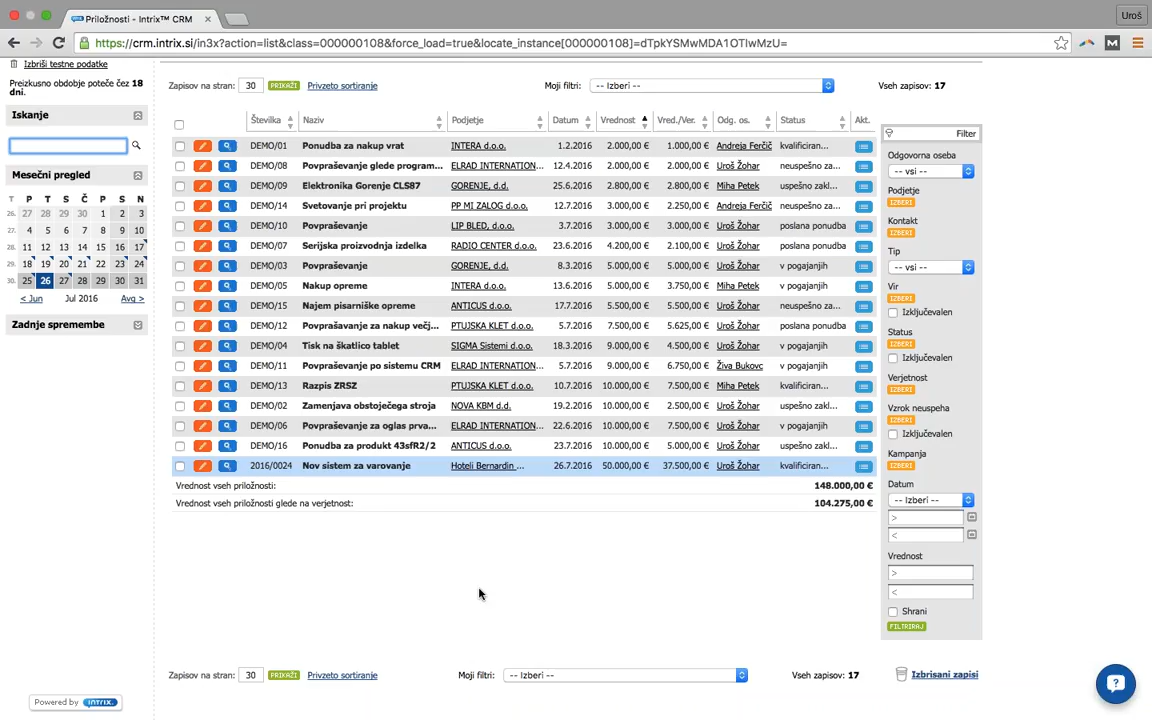 Priložnosti - Intrix™ CRM
Uroš
https://crm.intrix.si/in3x?action=list&class=000000108&force_load=true&locate_instance[000000108]=dTpkYSMwMDA1OTIwMzU=
Izbriši testne podatke
Preizkusno obdobje poteče čez 18 dni.
Iskanje
Mesečni pregled
T P T S Č P S N
26. 27 28 29 30 1 2 3
27. 4 5 6 7 8 9 10
28. 11 12 13 14 15 16 17
29. 18 19 20 21 22 23 24
30. 25 26 27 28 29 30 31
< Jun Jul 2016 Avg >
Zadnje spremembe
Powered by INTRIX.
Zapisov na stran: 30 PRIKAŽI Privzeto sortiranje Moji filtri: -- Izberi -- Vseh zapisov: 17
Številka Naziv Podjetje Datum Vrednost Vred./Ver. Odg. os. Status Akt.
DEMO/01 Ponudba za nakup vrat INTERA d.o.o. 1.2.2016 2.000,00 € 1.000,00 € Andreja Ferčič kvalificiran...
DEMO/08 Povpraševanje glede program... ELRAD INTERNATION... 12.4.2016 2.000,00 € 2.000,00 € Uroš Žohar neuspešno za...
DEMO/09 Elektronika Gorenje CLS87 GORENJE, d.d. 25.6.2016 2.800,00 € 2.800,00 € Miha Petek uspešno zakl...
DEMO/14 Svetovanje pri projektu PP MI ZALOG d.o.o. 12.7.2016 3.000,00 € 2.250,00 € Andreja Ferčič neuspešno za...
DEMO/10 Povpraševanje LIP BLED, d.o.o. 3.7.2016 3.000,00 € 3.000,00 € Uroš Žohar poslana ponudba
DEMO/07 Serijska proizvodnja izdelka RADIO CENTER d.o.o. 23.6.2016 4.200,00 € 2.100,00 € Uroš Žohar poslana ponudba
DEMO/03 Povpraševanje GORENJE, d.d. 8.3.2016 5.000,00 € 5.000,00 € Uroš Žohar v pogajanjih
DEMO/05 Nakup opreme INTERA d.o.o. 13.6.2016 5.000,00 € 3.750,00 € Miha Petek v pogajanjih
DEMO/15 Najem pisarniške opreme ANTICUS d.o.o. 17.7.2016 5.500,00 € 5.500,00 € Uroš Žohar neuspešno za...
DEMO/12 Povprašavanje za nakup večj... PTUJSKA KLET d.o.o. 5.7.2016 7.500,00 € 5.625,00 € Uroš Žohar poslana ponudba
DEMO/04 Tisk na škatlico tablet SIGMA Sistemi d.o.o. 18.3.2016 9.000,00 € 4.500,00 € Uroš Žohar v pogajanjih
DEMO/11 Povpraševanje po sistemu CRM ELRAD INTERNATION... 5.7.2016 9.000,00 € 6.750,00 € Živa Bukovc v pogajanjih
DEMO/13 Razpis ZRSZ PTUJSKA KLET d.o.o. 10.7.2016 10.000,00 € 7.500,00 € Miha Petek kvalificiran...
DEMO/02 Zamenjava obstoječega stroja NOVA KBM d.d. 19.2.2016 10.000,00 € 2.500,00 € Uroš Žohar uspešno zakl...
DEMO/06 Povpraševanje za oglas prva... ELRAD INTERNATION... 22.6.2016 10.000,00 € 7.500,00 € Uroš Žohar v pogajanjih
DEMO/16 Ponudba za produkt 43sfR2/2 ANTICUS d.o.o. 23.7.2016 10.000,00 € 5.000,00 € Uroš Žohar uspešno zakl...
2016/0024 Nov sistem za varovanje Hoteli Bernardin ... 26.7.2016 50.000,00 € 37.500,00 € Uroš Žohar kvalificiran...
Vrednost vseh priložnosti: 148.000,00 €
Vrednost vseh priložnosti glede na verjetnost: 104.275,00 €
Filter
Odgovorna oseba
-- vsi --
Podjetje
IZBERI
Kontakt
IZBERI
Tip
-- vsi --
Vir
IZBERI
Izključevalen
Status
IZBERI
Izključevalen
Verjetnost
IZBERI
Vzrok neuspeha
IZBERI
Izključevalen
Kampanja
IZBERI
Datum
-- Izberi --
>
<
Vrednost
>
<
Shrani
FILTRIRAJ
Zapisov na stran: 30 PRIKAŽI Privzeto sortiranje Moji filtri: -- Izberi -- Vseh zapisov: 17 Izbrisani zapisi